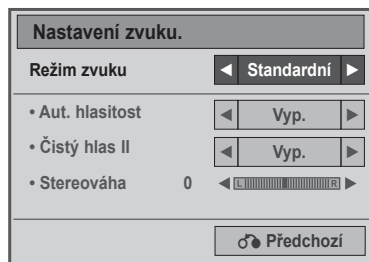 Nastavení zvuku.
Režim zvuku ◀ Standardní ▶
• Aut. hlasitost ◀ Vyp. ▶
• Čistý hlas II ◀ Vyp. ▶
• Stereováha 0 ◀ L R ▶
Předchozí